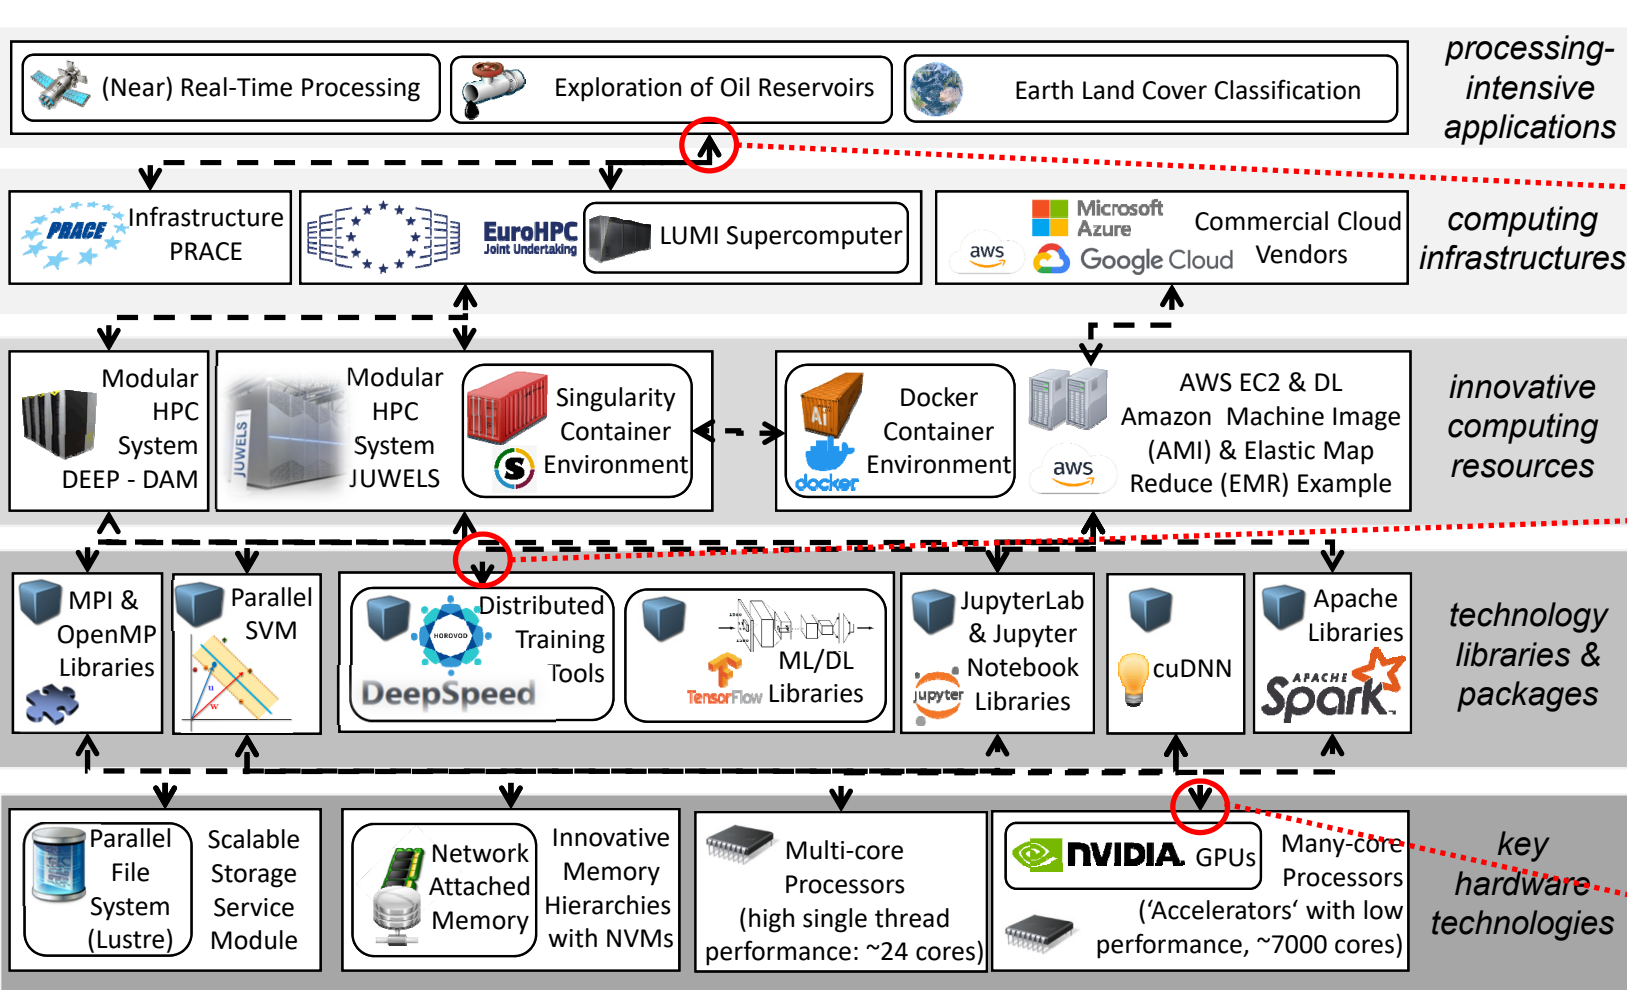 processing-
intensive
applications
(Near) Real-Time Processing
Exploration of Oil Reservoirs
Earth Land Cover Classification
computing
infrastructures
PRACE
Infrastructure
PRACE
EuroHPC
Joint Undertaking
LUMI Supercomputer
aws
Microsoft
Azure
Google Cloud
Commercial Cloud
Vendors
innovative
computing
resources
Modular
HPC
System
DEEP - DAM
JUWELS
Modular
HPC
System
JUWELS
S
Singularity
Container
Environment
Ai
docker
Docker
Container
Environment
aws
AWS EC2 & DL
Amazon Machine Image
(AMI) & Elastic Map
Reduce (EMR) Example
technology
libraries &
packages
MPI &
OpenMP
Libraries
Parallel
SVM
u
w
HOROVOD
Distributed
Training
Tools
DeepSpeed
TensorFlow
ML/DL
Libraries
jupyter
JupyterLab
& Jupyter
Notebook
Libraries
cuDNN
Apache
Libraries
APACHE
Spark
key
hardware
technologies
Parallel
File
System
(Lustre)
Scalable
Storage
Service
Module
Network
Attached
Memory
Innovative
Memory
Hierarchies
with NVMs
Multi-core
Processors
(high single thread
performance: ~24 cores)
NVIDIA. GPUs
Many-core
Processors
(‘Accelerators‘ with low
performance, ~7000 cores)